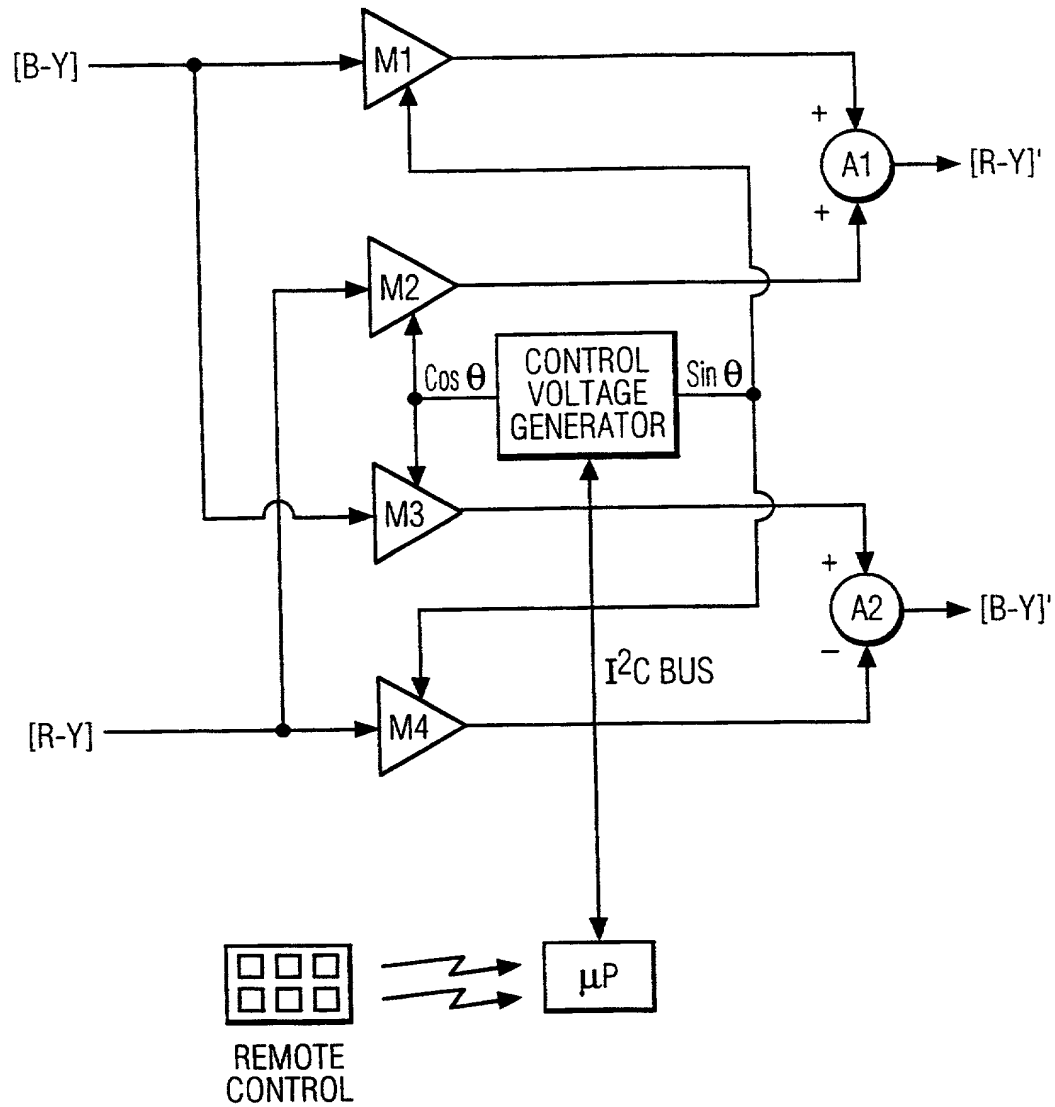 [B-Y]
M1
+
A1
[R-Y]'
+
M2
CONTROL
VOLTAGE
GENERATOR
Cos θ
Sin θ
M3
+
A2
[B-Y]'
−
I²C BUS
[R-Y]
M4
µP
REMOTE
CONTROL